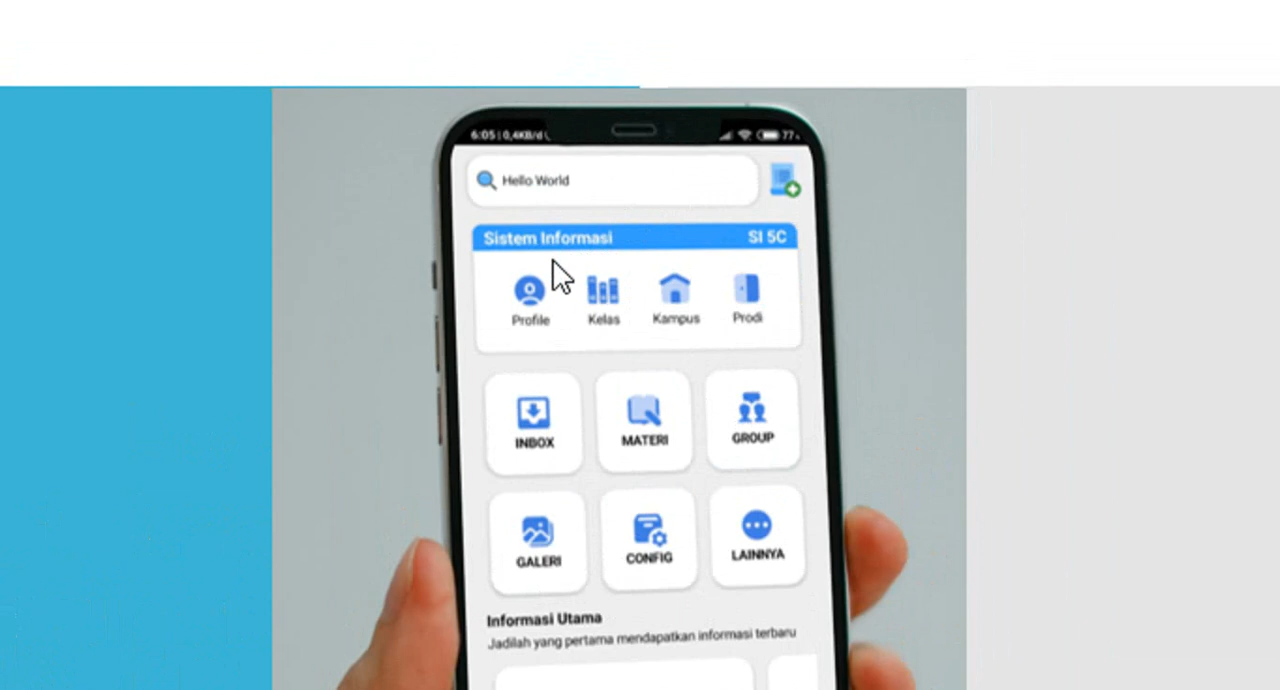 6:05 | 0,4KB/d
77
Hello World
Sistem Informasi SI 5C
Profile Kelas Kampus Prodi
INBOX MATERI GROUP
GALERI CONFIG LAINNYA
Informasi Utama
Jadilah yang pertama mendapatkan informasi terbaru